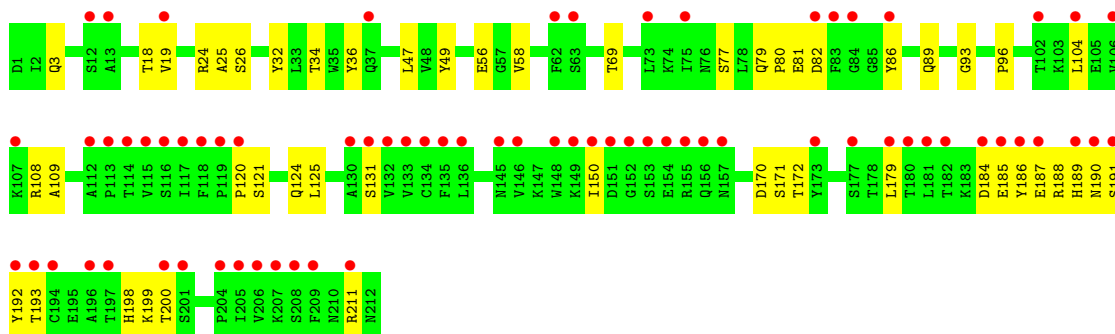 D1 I2 Q3 S12 A13 T18 V19 R24 A25 S26 Y32 L33 T34 W35 Y36 Q37 L47 V48 Y49 E56 G57 V58 F62 S63 T69 L73 K74 I75 N76 S77 L78 Q79 P80 E81 D82 F83 G84 G85 Y86 Q89 G93 P96 T102 K103 L104 E105 V106
K107 R108 A109 A112 P113 T114 V115 S116 I117 F118 P119 P120 S121 Q124 L125 A130 S131 V132 V133 C134 F135 L136 N145 V146 K147 W148 K149 I150 D151 G152 S153 E154 R155 Q156 N157 D170 S171 T172 Y173 S177 T178 L179 T180 L181 T182 K183 D184 E185 Y186 E187 R188 H189 N190 S191
Y192 T193 C194 E195 A196 T197 H198 K199 T200 S201 P204 I205 V206 K207 S208 F209 N210 R211 N212